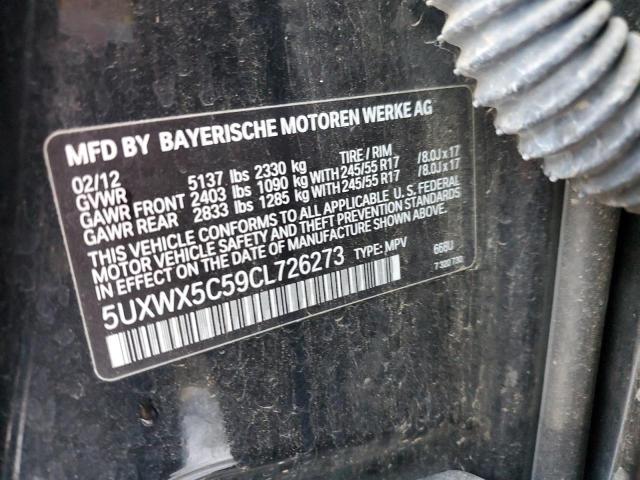 MFD BY BAYERISCHE MOTOREN WERKE AG
02/12 TIRE / RIM
GVWR 5137 lbs 2330 kg
GAWR FRONT 2403 lbs 1090 kg WITH 245/55 R17 /8.0J x 17
GAWR REAR 2833 lbs 1285 kg WITH 245/55 R17 /8.0J x 17
THIS VEHICLE CONFORMS TO ALL APPLICABLE U. S. FEDERAL
MOTOR VEHICLE SAFETY AND THEFT PREVENTION STANDARDS
IN EFFECT ON THE DATE OF MANUFACTURE SHOWN ABOVE.
5UXWX5C59CL726273 TYPE: MPV 668U
7 300 730